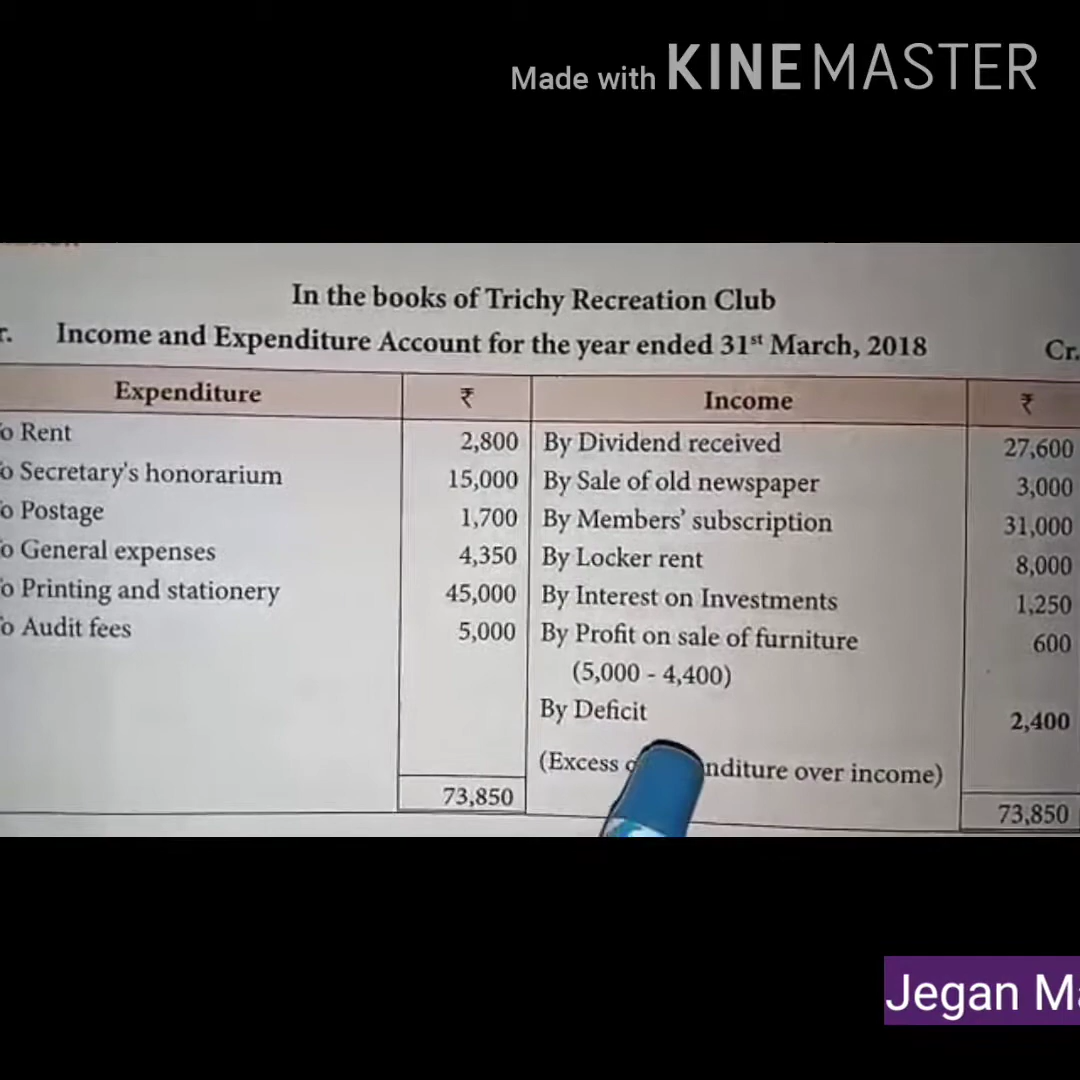 Made with KINEMASTER
In the books of Trichy Recreation Club
r. Income and Expenditure Account for the year ended 31st March, 2018 Cr.
Expenditure ₹ Income ₹
o Rent 2,800 By Dividend received 27,600
o Secretary's honorarium 15,000 By Sale of old newspaper 3,000
o Postage 1,700 By Members' subscription 31,000
o General expenses 4,350 By Locker rent 8,000
o Printing and stationery 45,000 By Interest on Investments 1,250
o Audit fees 5,000 By Profit on sale of furniture 600
(5,000 - 4,400)
By Deficit 2,400
(Excess nditure over income)
73,850 73,850
Jegan Ma